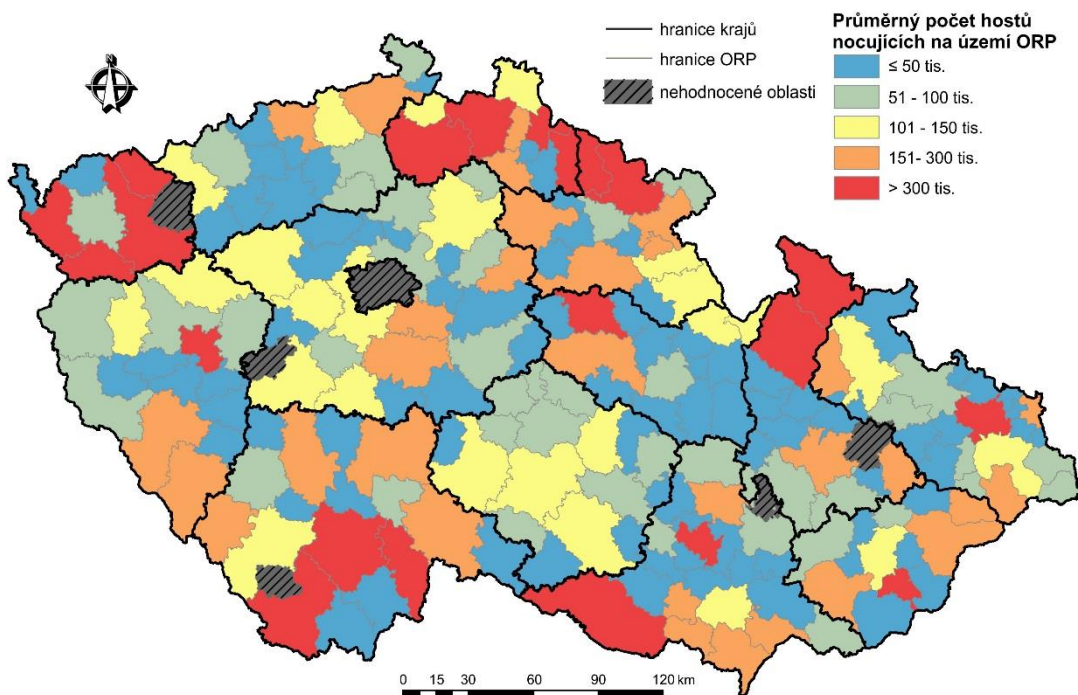 N
hranice krajů
hranice ORP
nehodnocené oblasti
Průměrný počet hostů
nocujících na území ORP
≤ 50 tis.
51 - 100 tis.
101 - 150 tis.
151- 300 tis.
> 300 tis.
0 15 30 60 90 120 km